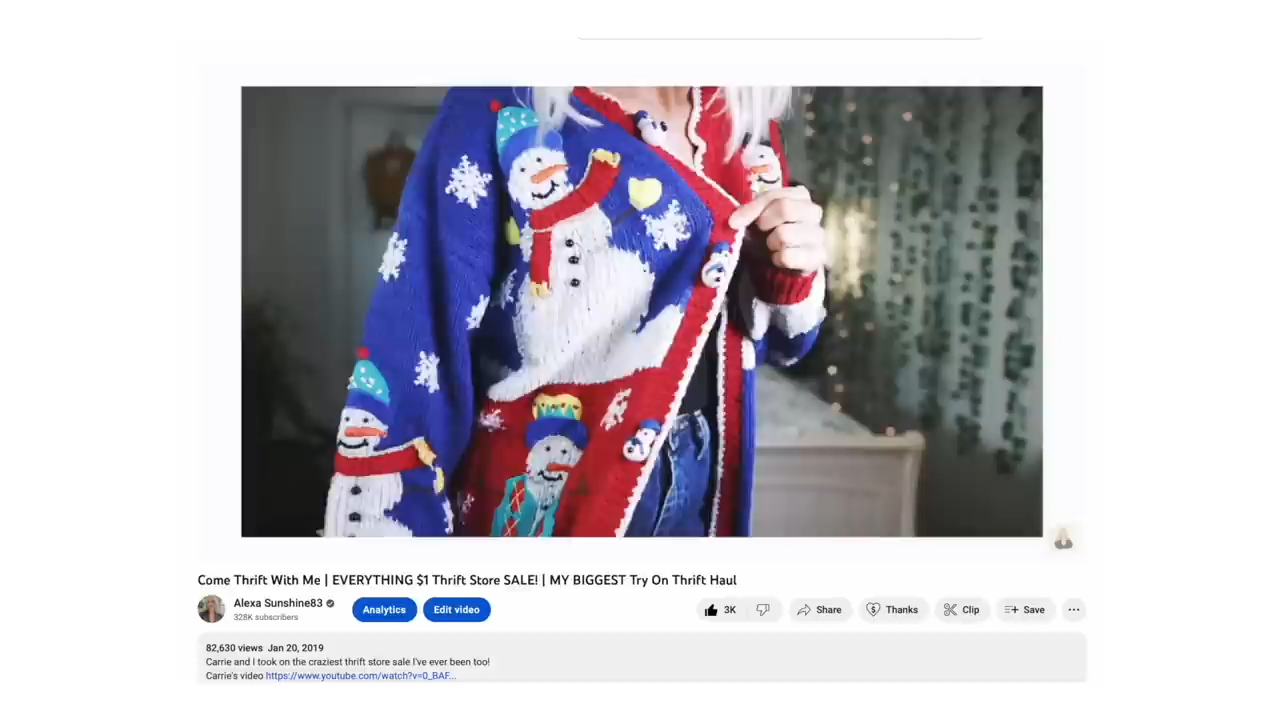 Come Thrift With Me | EVERYTHING $1 Thrift Store SALE! | MY BIGGEST Try On Thrift Haul
Alexa Sunshine83
328K subscribers
Analytics
Edit video
3K
Share
Thanks
Clip
Save
82,630 views Jan 20, 2019
Carrie and I took on the craziest thrift store sale I've ever been too!
Carrie's video https://www.youtube.com/watch?v=0_BAF...